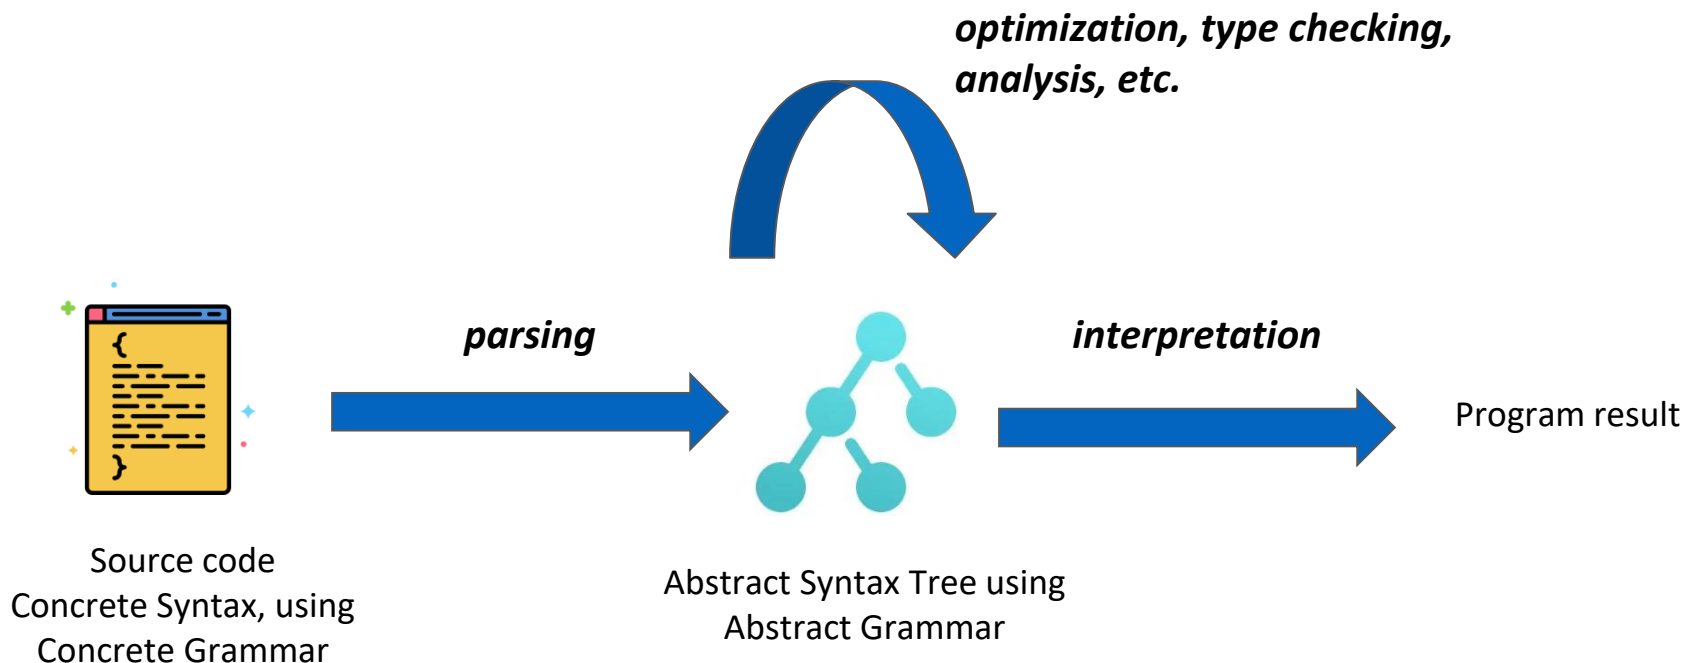 optimization, type checking,
analysis, etc.
parsing
interpretation
{
}
Program result
Source code
Concrete Syntax, using
Concrete Grammar
Abstract Syntax Tree using
Abstract Grammar